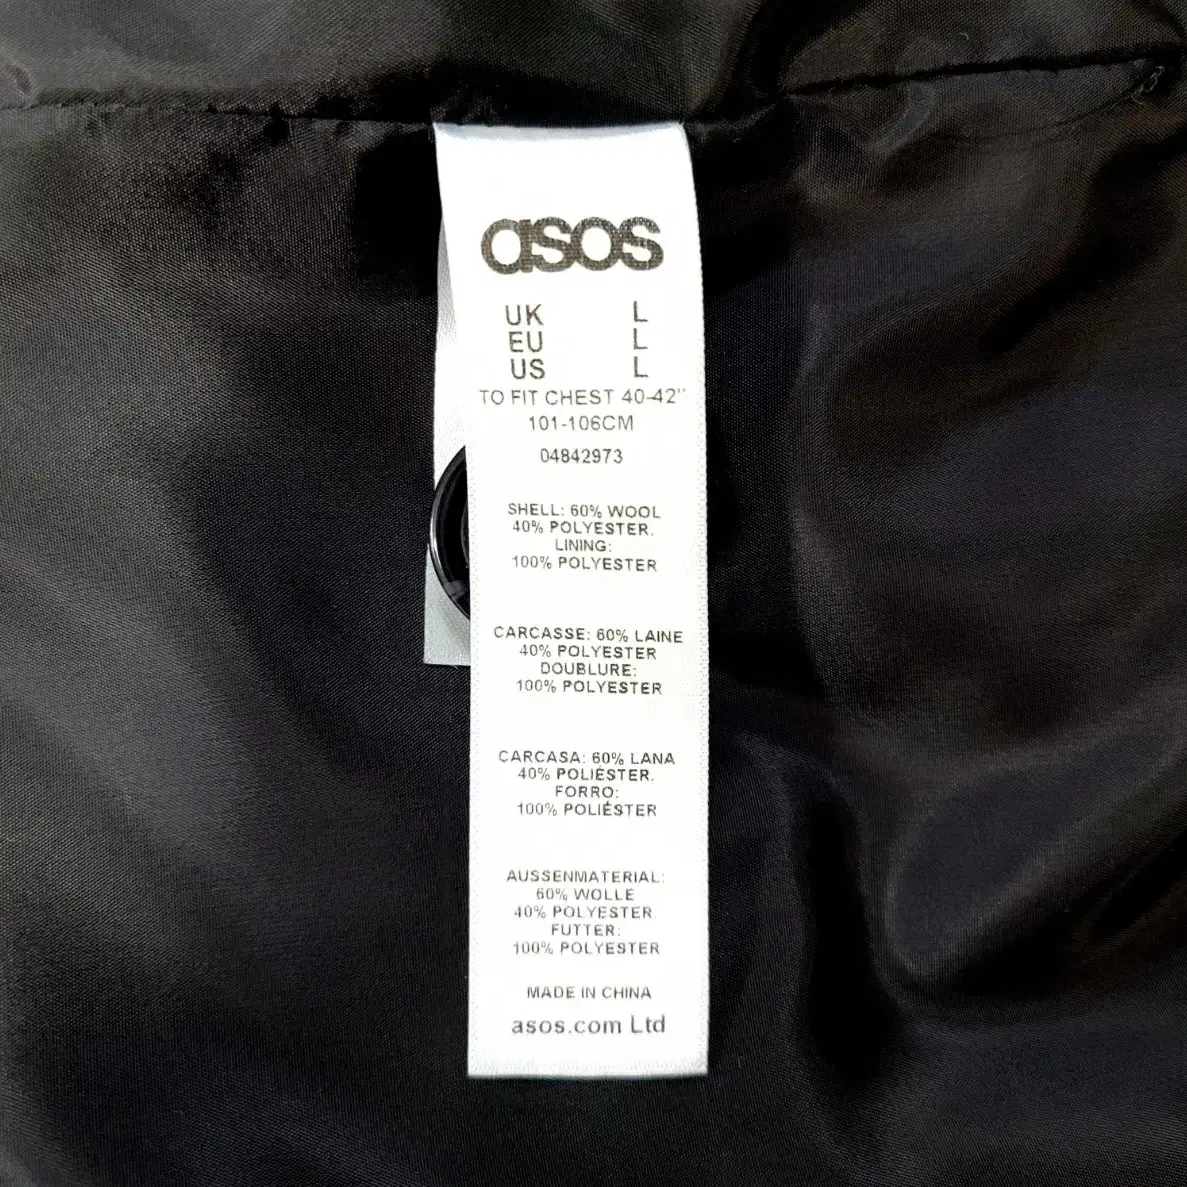 asos
UK L
EU L
US L
TO FIT CHEST 40-42"
101-106CM
04842973
SHELL: 60% WOOL
40% POLYESTER.
LINING:
100% POLYESTER
CARCASSE: 60% LAINE
40% POLYESTER
DOUBLURE:
100% POLYESTER
CARCASA: 60% LANA
40% POLIÉSTER.
FORRO:
100% POLIÉSTER
AUSSENMATERIAL:
60% WOLLE
40% POLYESTER
FUTTER:
100% POLYESTER
MADE IN CHINA
asos.com Ltd